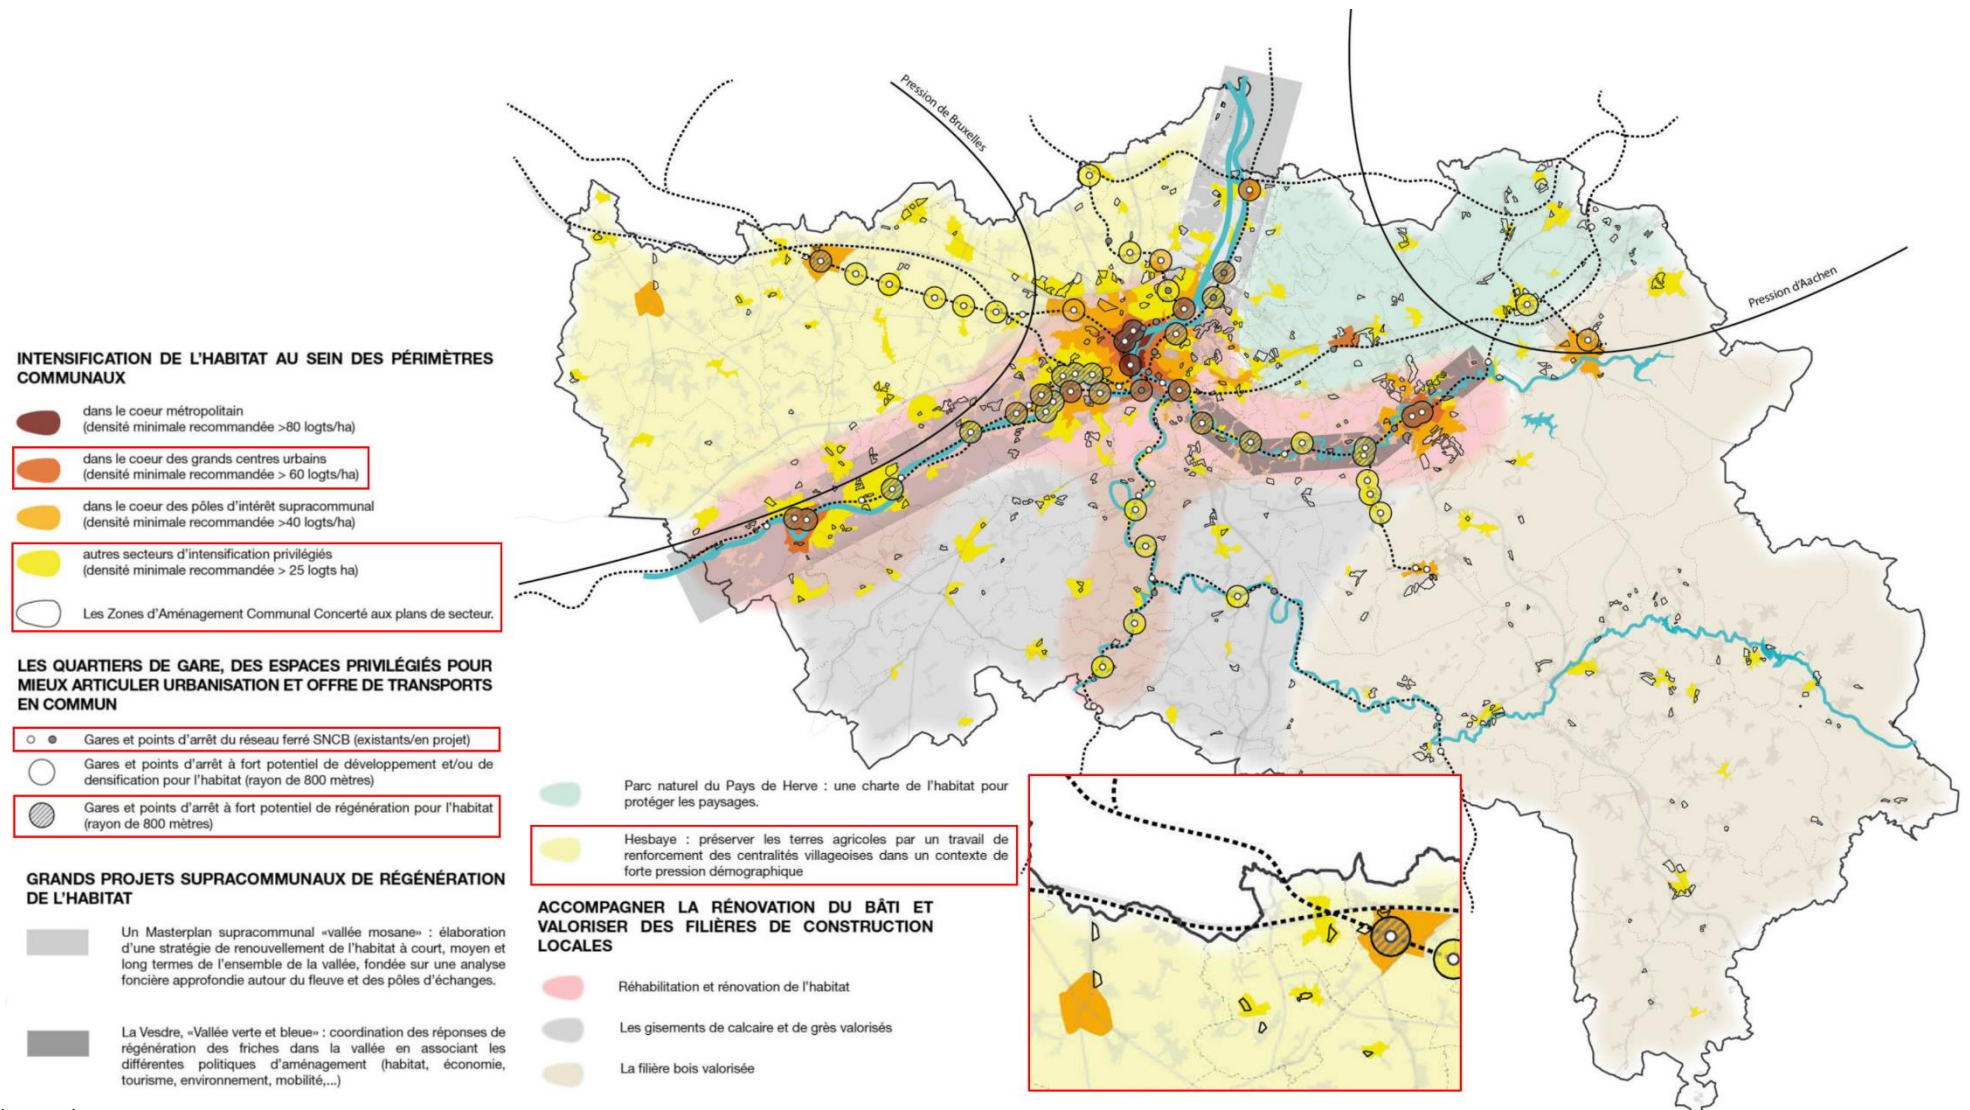 Pression de Bruxelles
Pression d'Aachen
INTENSIFICATION DE L'HABITAT AU SEIN DES PÉRIMÈTRES
COMMUNAUX
dans le coeur métropolitain
(densité minimale recommandée >80 logts/ha)
dans le coeur des grands centres urbains
(densité minimale recommandée > 60 logts/ha)
dans le coeur des pôles d'intérêt supracommunal
(densité minimale recommandée >40 logts/ha)
autres secteurs d'intensification privilégiés
(densité minimale recommandée > 25 logts ha)
Les Zones d'Aménagement Communal Concerté aux plans de secteur.
LES QUARTIERS DE GARE, DES ESPACES PRIVILÉGIÉS POUR
MIEUX ARTICULER URBANISATION ET OFFRE DE TRANSPORTS
EN COMMUN
Gares et points d'arrêt du réseau ferré SNCB (existants/en projet)
Gares et points d'arrêt à fort potentiel de développement et/ou de
densification pour l'habitat (rayon de 800 mètres)
Gares et points d'arrêt à fort potentiel de régénération pour l'habitat
(rayon de 800 mètres)
GRANDS PROJETS SUPRACOMMUNAUX DE RÉGÉNÉRATION
DE L'HABITAT
Un Masterplan supracommunal «vallée mosane» : élaboration
d'une stratégie de renouvellement de l'habitat à court, moyen et
long termes de l'ensemble de la vallée, fondée sur une analyse
foncière approfondie autour du fleuve et des pôles d'échanges.
La Vesdre, «Vallée verte et bleue» : coordination des réponses de
régénération des friches dans la vallée en associant les
différentes politiques d'aménagement (habitat, économie,
tourisme, environnement, mobilité,...)
Parc naturel du Pays de Herve : une charte de l'habitat pour
protéger les paysages.
Hesbaye : préserver les terres agricoles par un travail de
renforcement des centralités villageoises dans un contexte de
forte pression démographique
ACCOMPAGNER LA RÉNOVATION DU BÂTI ET
VALORISER DES FILIÈRES DE CONSTRUCTION
LOCALES
Réhabilitation et rénovation de l'habitat
Les gisements de calcaire et de grès valorisés
La filière bois valorisée